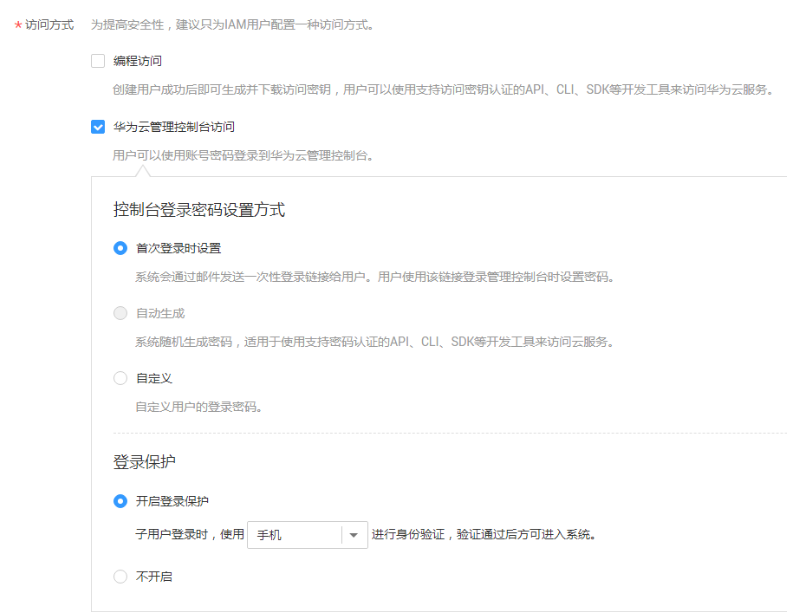 * 访问方式 为提高安全性，建议只为IAM用户配置一种访问方式。
编程访问
创建用户成功后即可生成并下载访问密钥，用户可以使用支持访问密钥认证的API、CLI、SDK等开发工具来访问华为云服务。
华为云管理控制台访问
用户可以使用账号密码登录到华为云管理控制台。
控制台登录密码设置方式
首次登录时设置
系统会通过邮件发送一次性登录链接给用户。用户使用该链接登录管理控制台时设置密码。
自动生成
系统随机生成密码，适用于使用支持密码认证的API、CLI、SDK等开发工具来访问云服务。
自定义
自定义用户的登录密码。
登录保护
开启登录保护
子用户登录时，使用 手机 进行身份验证，验证通过后方可进入系统。
不开启